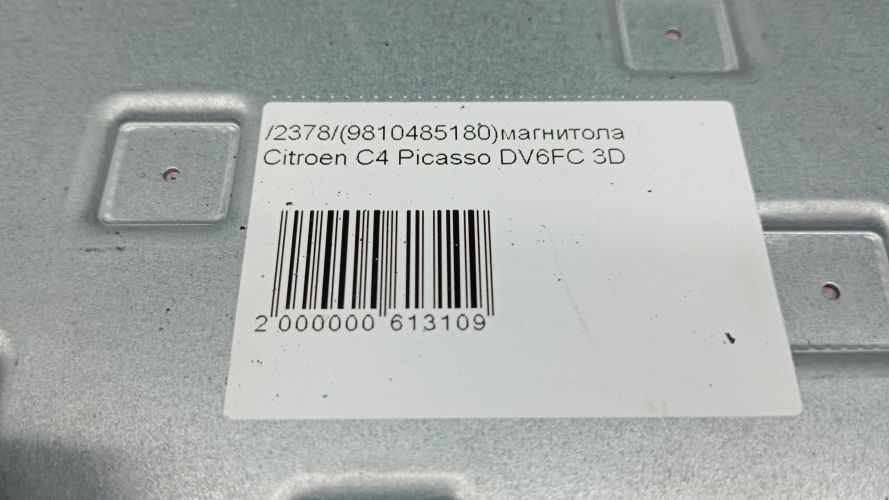 /2378/(9810485180)магнитола
Citroen C4 Picasso DV6FC 3D
2 000000 613109